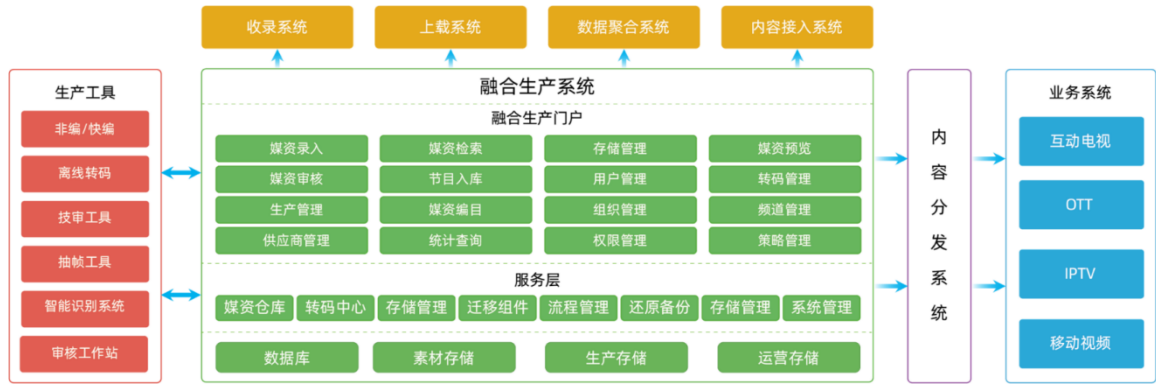 收录系统
上载系统
数据聚合系统
内容接入系统
生产工具
非编/快编
离线转码
技审工具
抽帧工具
智能识别系统
审核工作站
融合生产系统
融合生产门户
媒资录入 媒资检索 存储管理 媒资预览
媒资审核 节目入库 用户管理 转码管理
生产管理 媒资编目 组织管理 频道管理
供应商管理 统计查询 权限管理 策略管理
服务层
媒资仓库 转码中心 存储管理 迁移组件 流程管理 还原备份 存储管理 系统管理
数据库 素材存储 生产存储 运营存储
内容分发系统
业务系统
互动电视
OTT
IPTV
移动视频